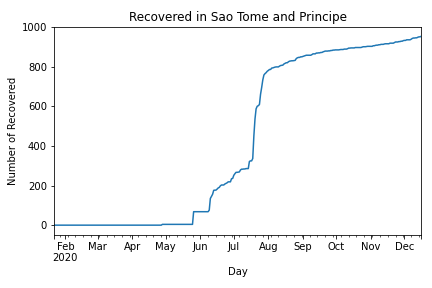 Recovered in Sao Tome and Principe
Number of Recovered
1000
800
600
400
200
0
Feb Mar Apr May Jun Jul Aug Sep Oct Nov Dec
2020
Day